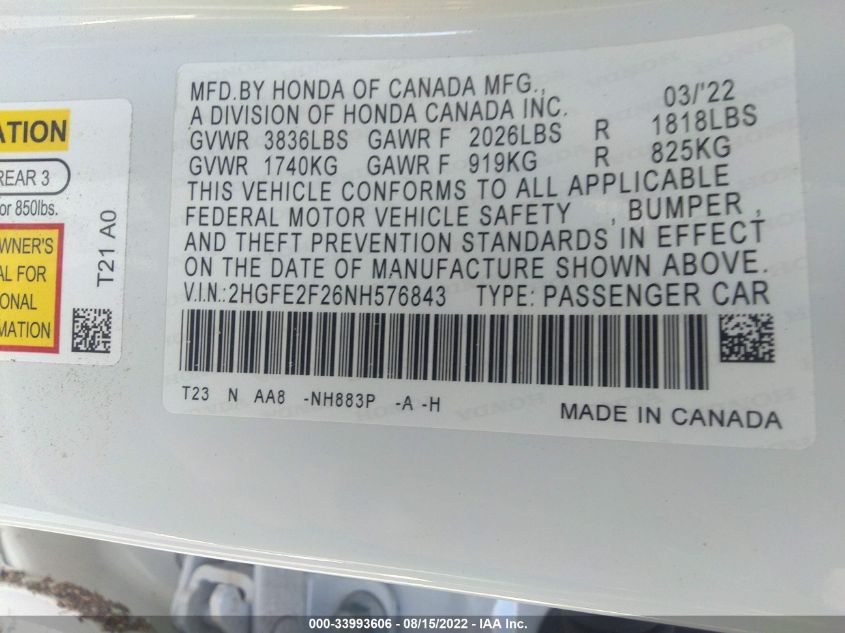 ATION
REAR 3
or 850lbs.
WNER'S
AL FOR
ONAL
MATION
T21 A0
MFD.BY HONDA OF CANADA MFG., 03/'22
A DIVISION OF HONDA CANADA INC.
GVWR 3836LBS GAWR F 2026LBS R 1818LBS
GVWR 1740KG GAWR F 919KG R 825KG
THIS VEHICLE CONFORMS TO ALL APPLICABLE
FEDERAL MOTOR VEHICLE SAFETY , BUMPER ,
AND THEFT PREVENTION STANDARDS IN EFFECT
ON THE DATE OF MANUFACTURE SHOWN ABOVE.
V.I.N.:2HGFE2F26NH576843 TYPE: PASSENGER CAR
T23 N AA8 -NH883P -A -H
MADE IN CANADA
000-33993606 - 08/15/2022 - IAA Inc.